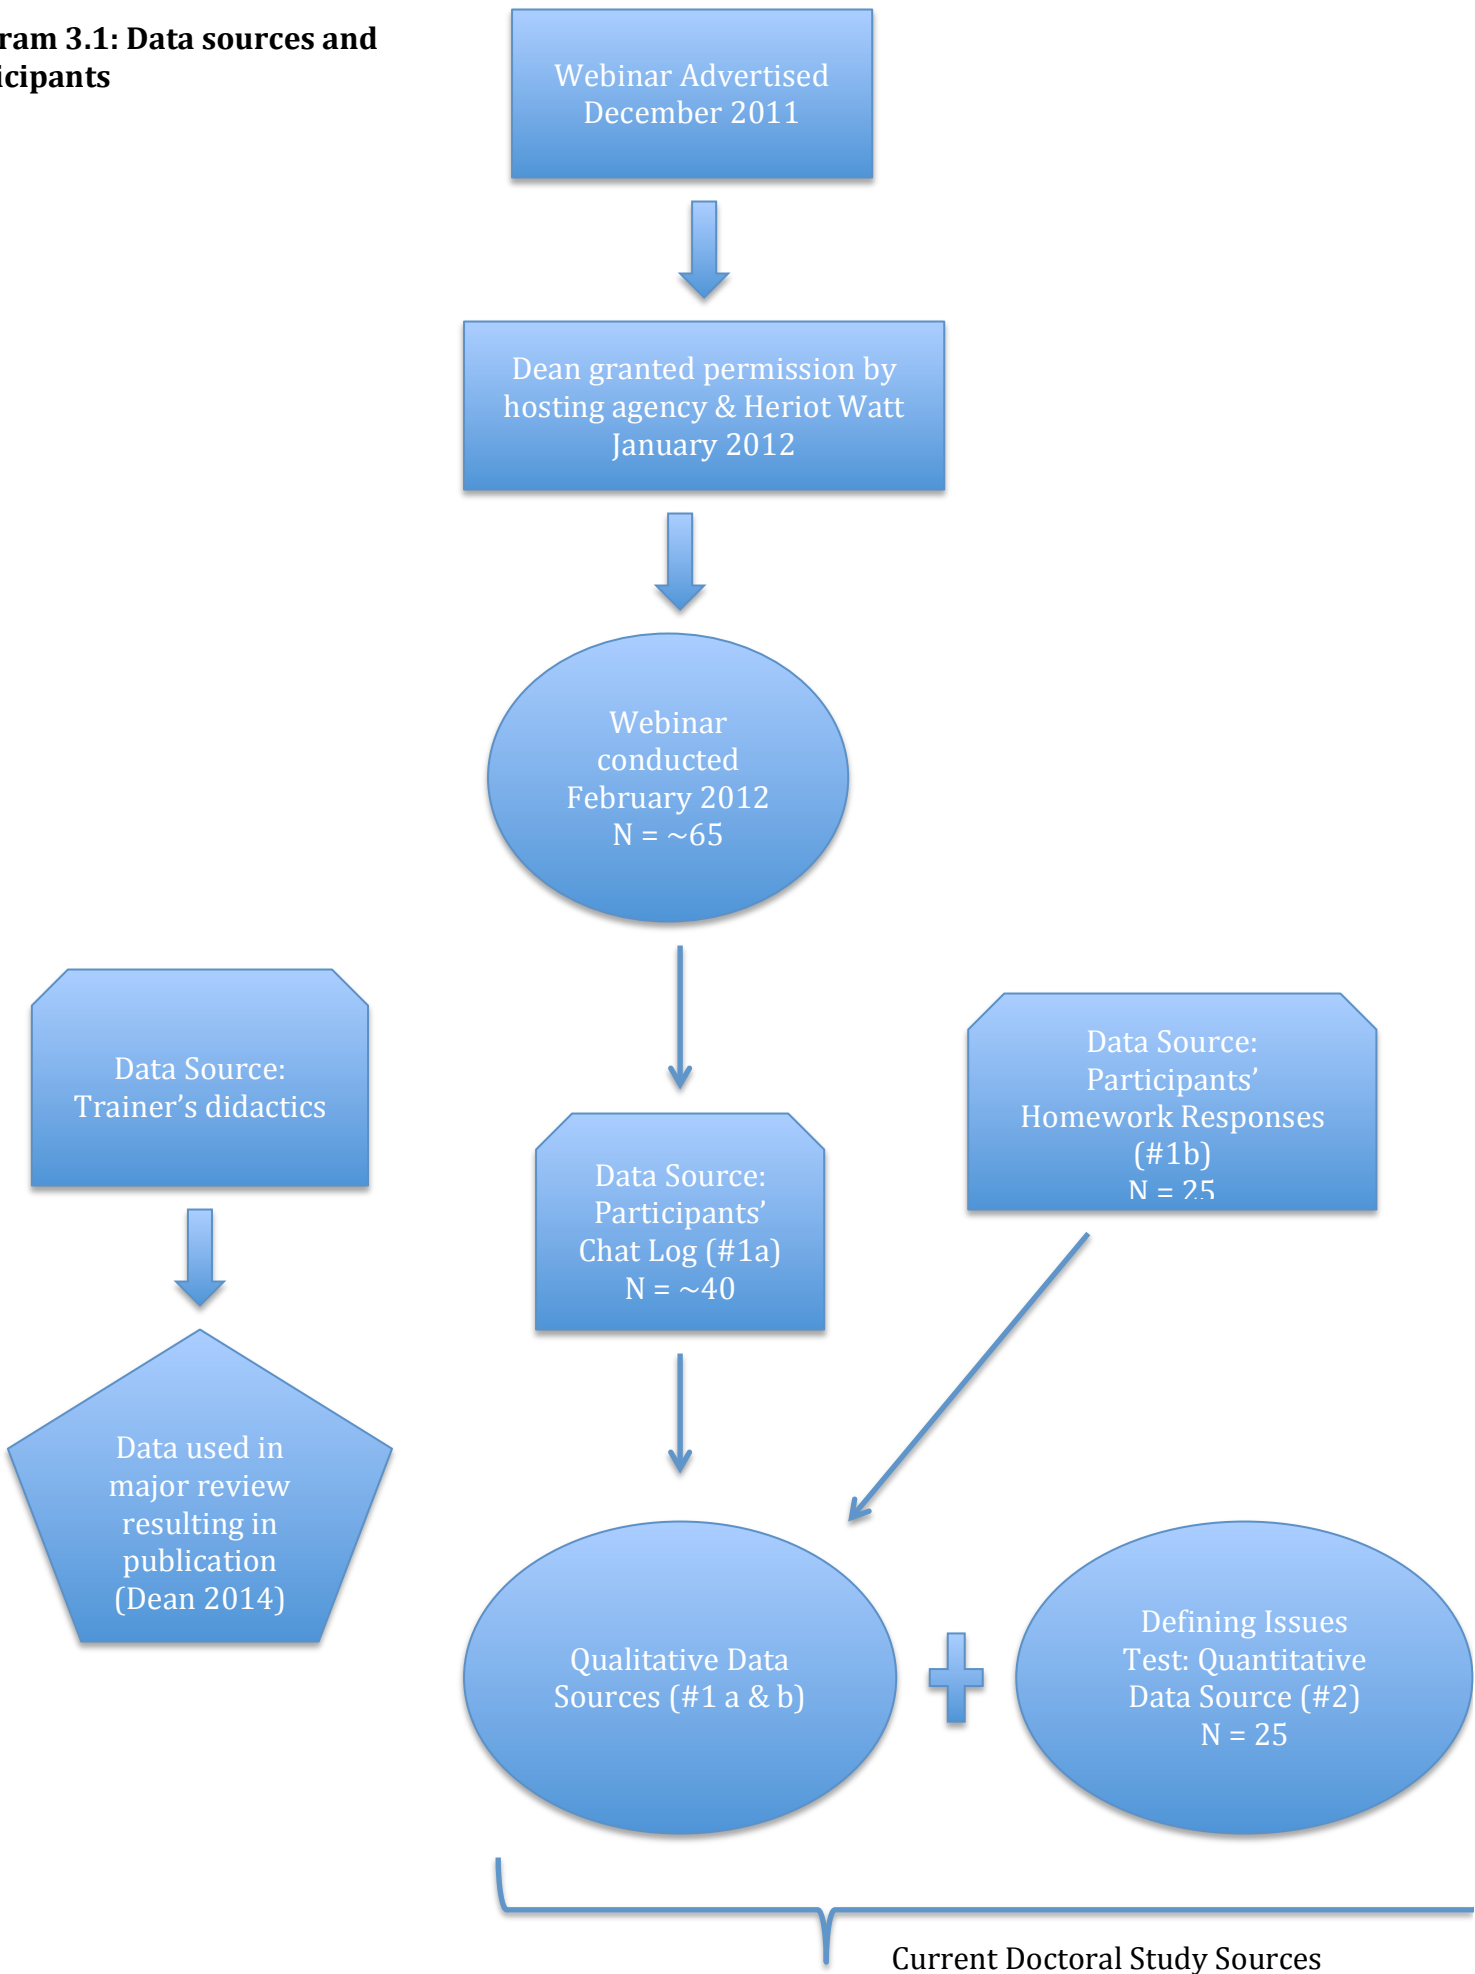 ram 3.1: Data sources and
icipants
Webinar Advertised
December 2011
Dean granted permission by
hosting agency & Heriot Watt
January 2012
Webinar
conducted
February 2012
N = ~65
Data Source:
Trainer’s didactics
Data Source:
Participants’
Chat Log (#1a)
N = ~40
Data Source:
Participants’
Homework Responses
(#1b)
N = 25
Data used in
major review
resulting in
publication
(Dean 2014)
Qualitative Data
Sources (#1 a & b)
Defining Issues
Test: Quantitative
Data Source (#2)
N = 25
Current Doctoral Study Sources